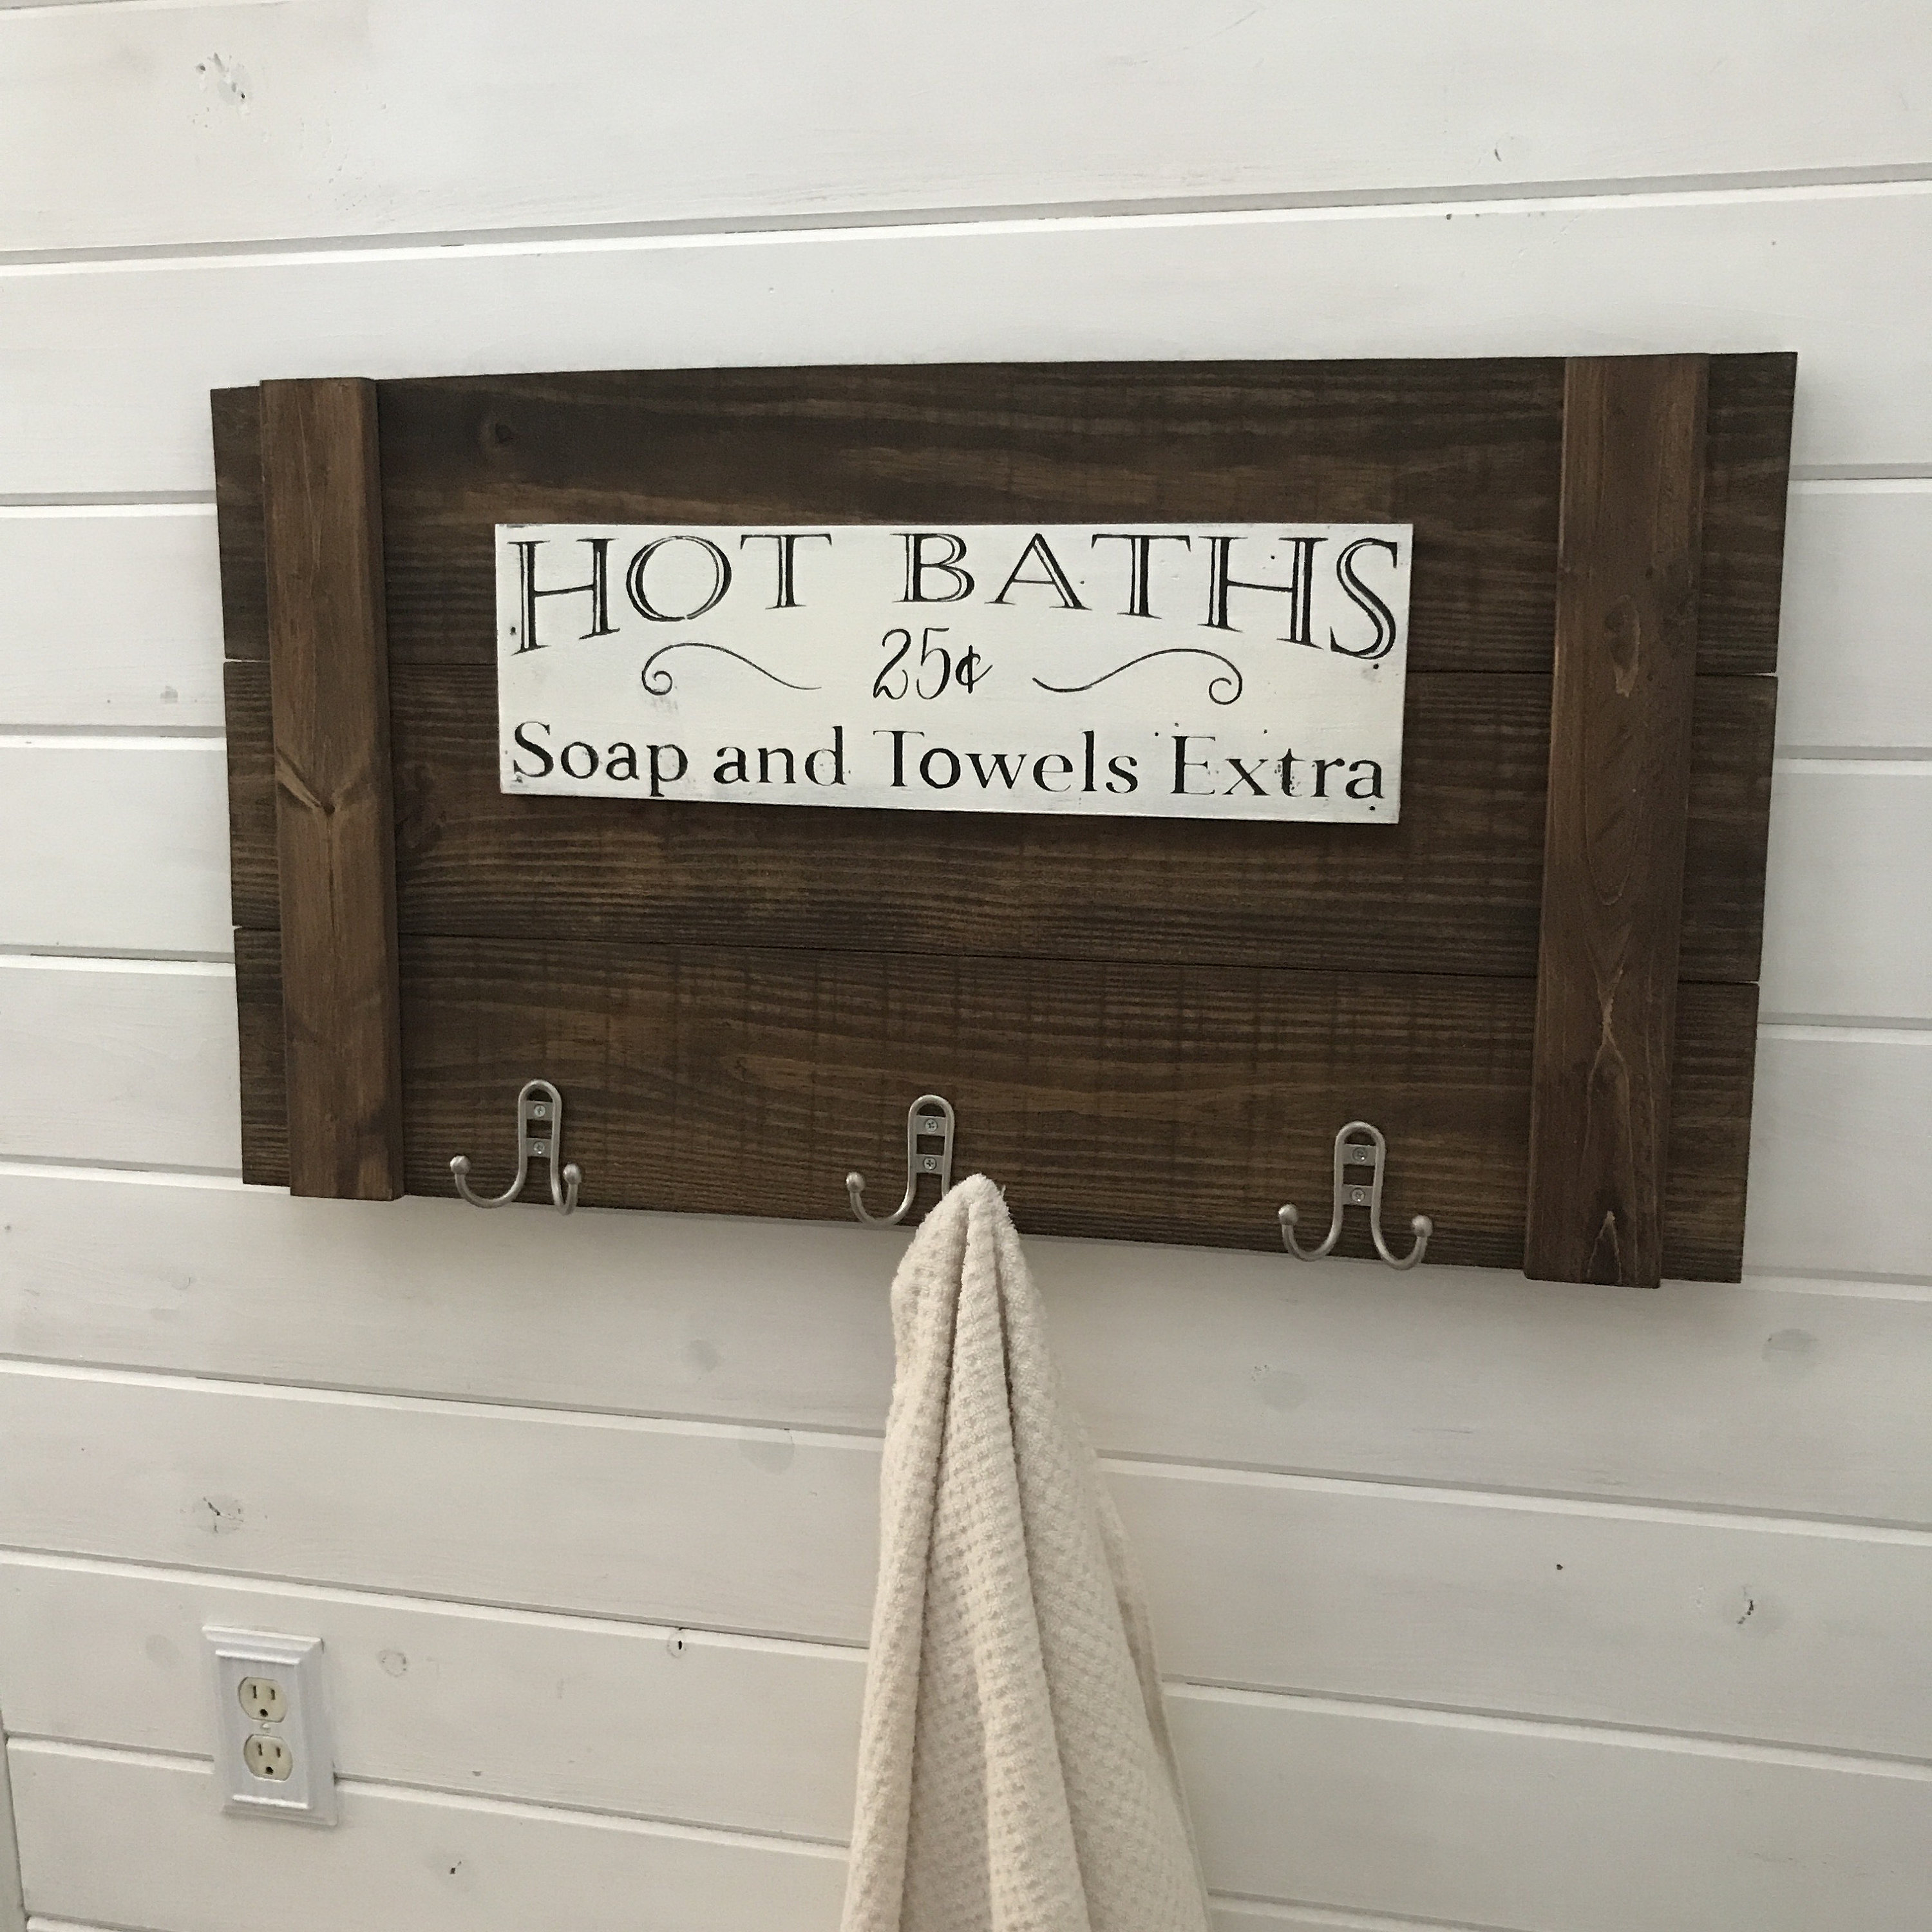 HOT BATHS
25¢
Soap and Towels Extra